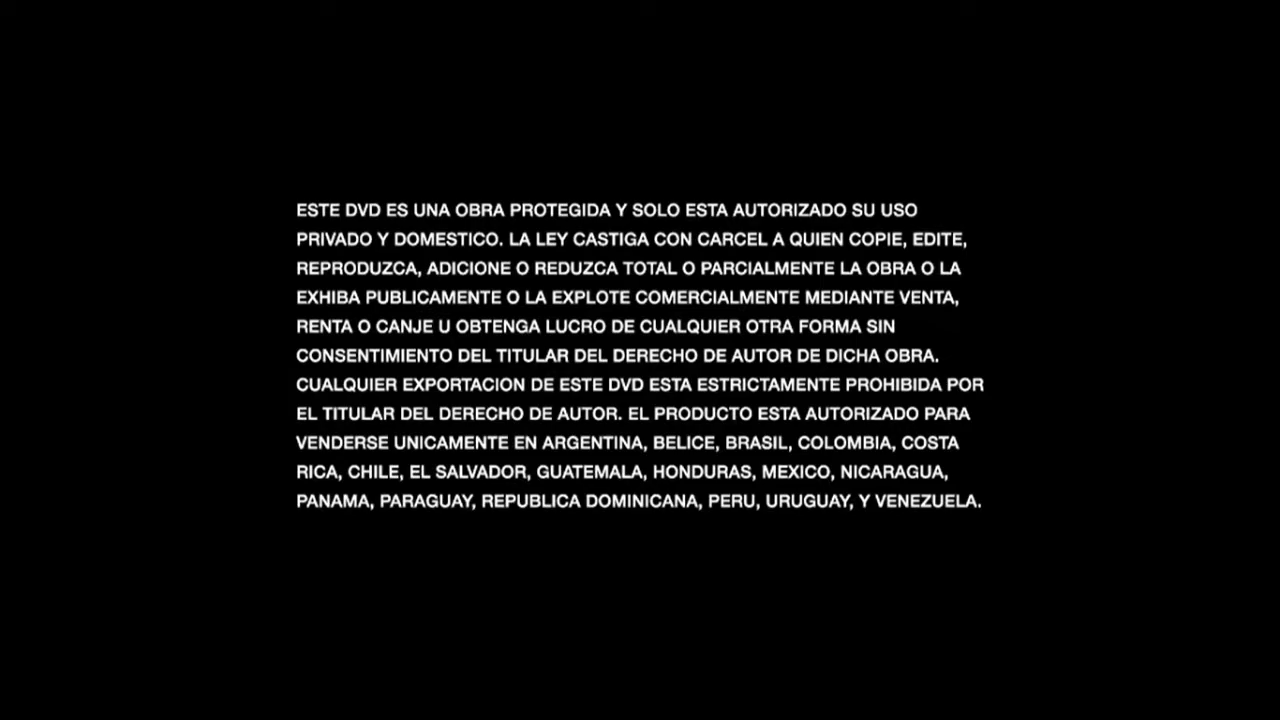 ESTE DVD ES UNA OBRA PROTEGIDA Y SOLO ESTA AUTORIZADO SU USO
PRIVADO Y DOMESTICO. LA LEY CASTIGA CON CARCEL A QUIEN COPIE, EDITE,
REPRODUZCA, ADICIONE O REDUZCA TOTAL O PARCIALMENTE LA OBRA O LA
EXHIBA PUBLICAMENTE O LA EXPLOTE COMERCIALMENTE MEDIANTE VENTA,
RENTA O CANJE U OBTENGA LUCRO DE CUALQUIER OTRA FORMA SIN
CONSENTIMIENTO DEL TITULAR DEL DERECHO DE AUTOR DE DICHA OBRA.
CUALQUIER EXPORTACION DE ESTE DVD ESTA ESTRICTAMENTE PROHIBIDA POR
EL TITULAR DEL DERECHO DE AUTOR. EL PRODUCTO ESTA AUTORIZADO PARA
VENDERSE UNICAMENTE EN ARGENTINA, BELICE, BRASIL, COLOMBIA, COSTA
RICA, CHILE, EL SALVADOR, GUATEMALA, HONDURAS, MEXICO, NICARAGUA,
PANAMA, PARAGUAY, REPUBLICA DOMINICANA, PERU, URUGUAY, Y VENEZUELA.